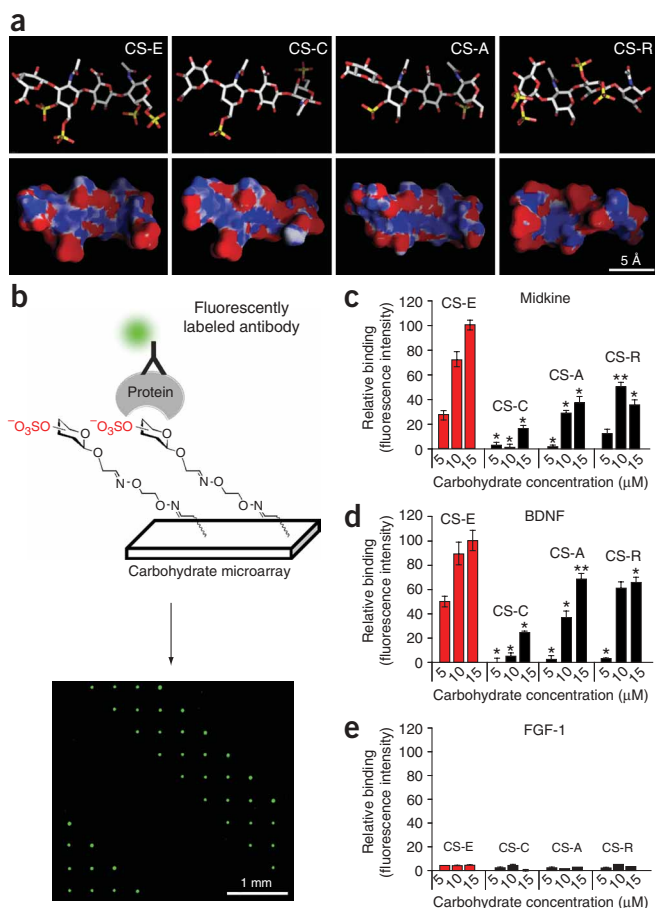 a
CS-E
CS-C
CS-A
CS-R
5 Å
b
Fluorescently
labeled antibody
Protein
⁻O₃SO
⁻O₃SO
O
O
O
O
O
N
O
O
N
O
N
O
O
N
Carbohydrate microarray
1 mm
c
Midkine
Relative binding
(fluorescence intensity)
120
100
80
60
40
20
0
CS-E
CS-C
CS-A
CS-R
* * *
* * *
** *
5 10 15 5 10 15 5 10 15 5 10 15
Carbohydrate concentration (μM)
d
BDNF
Relative binding
(fluorescence intensity)
120
100
80
60
40
20
0
CS-E
CS-C
CS-A
CS-R
* * *
* * **
* *
5 10 15 5 10 15 5 10 15 5 10 15
Carbohydrate concentration (μM)
e
FGF-1
Relative binding
(fluorescence intensity)
120
100
80
60
40
20
0
CS-E
CS-C
CS-A
CS-R
5 10 15 5 10 15 5 10 15 5 10 15
Carbohydrate concentration (μM)